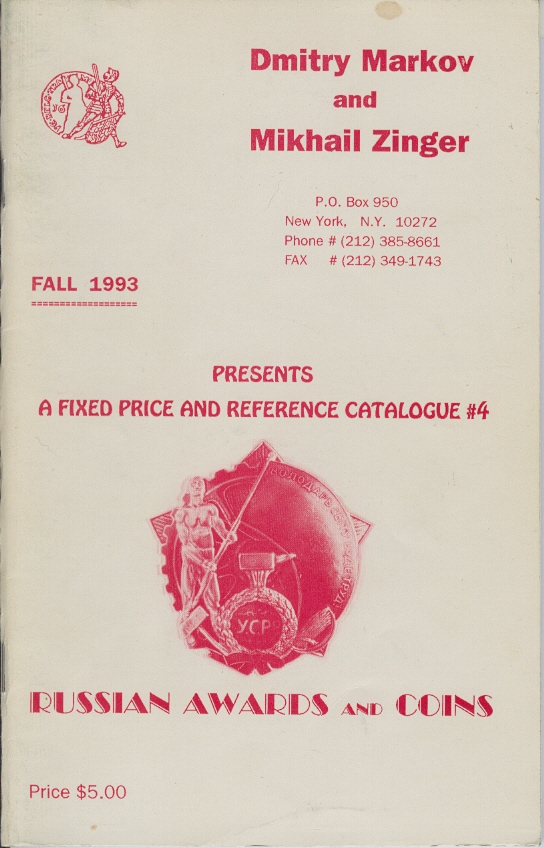 Dmitry Markov
and
Mikhail Zinger
P.O. Box 950
New York, N.Y. 10272
Phone # (212) 385-8661
FAX # (212) 349-1743
FALL 1993
===================
PRESENTS
A FIXED PRICE AND REFERENCE CATALOGUE #4
УСРР
RUSSIAN AWARDS AND COINS
Price $5.00